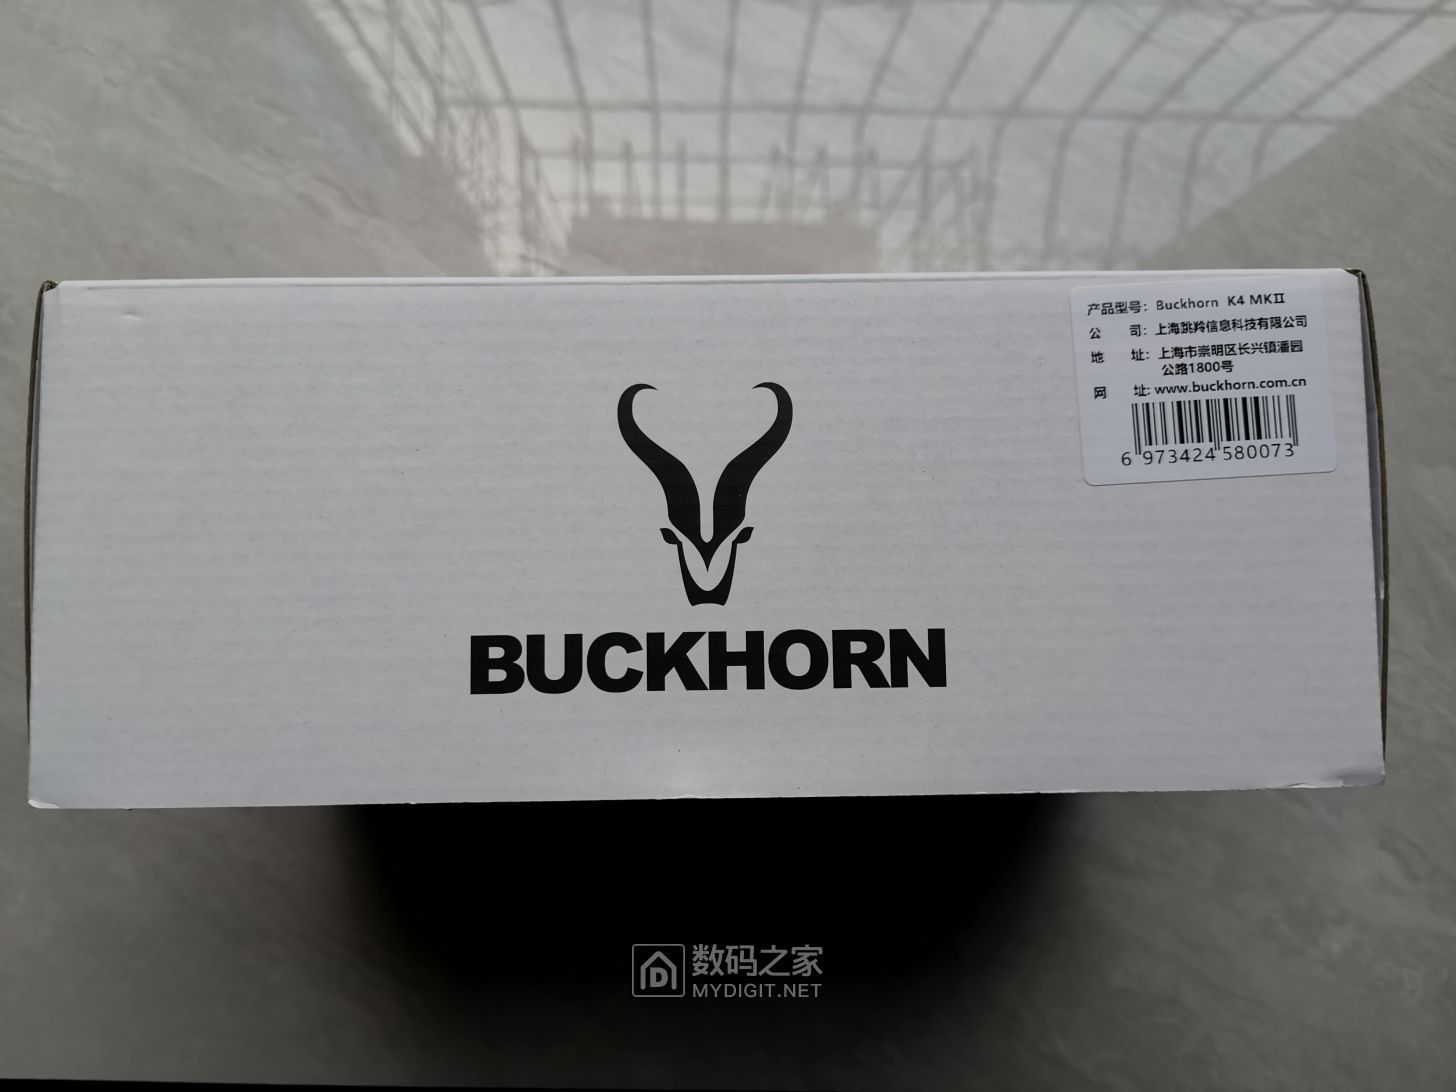 产品型号：Buckhorn K4 MKⅡ
公 司：上海跳羚信息科技有限公司
地 址：上海市崇明区长兴镇潘园
公路1800号
网 址：www.buckhorn.com.cn
6 973424 580073
BUCKHORN
数码之家
MYDIGIT.NET